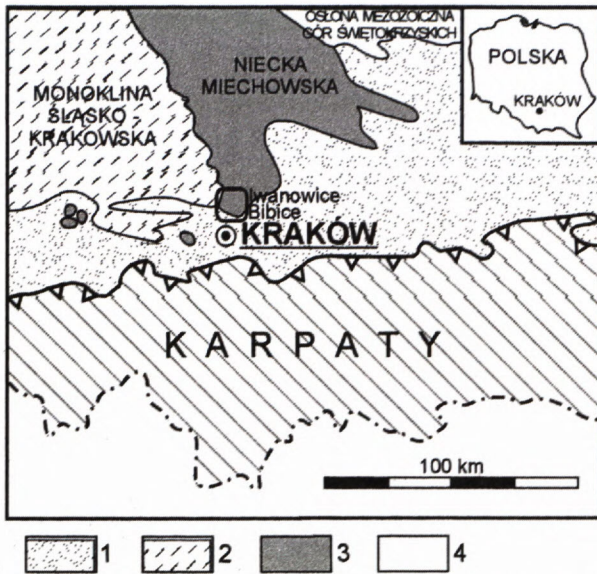 OSŁONA MEZOZOICZNA
GÓR ŚWIĘTOKRZYSKICH
POLSKA
KRAKÓW
NIECKA
MIECHOWSKA
MONOKLINA
ŚLĄSKO -
KRAKOWSKA
Iwanowice
Bibice
KRAKÓW
KARPATY
100 km
1
2
3
4